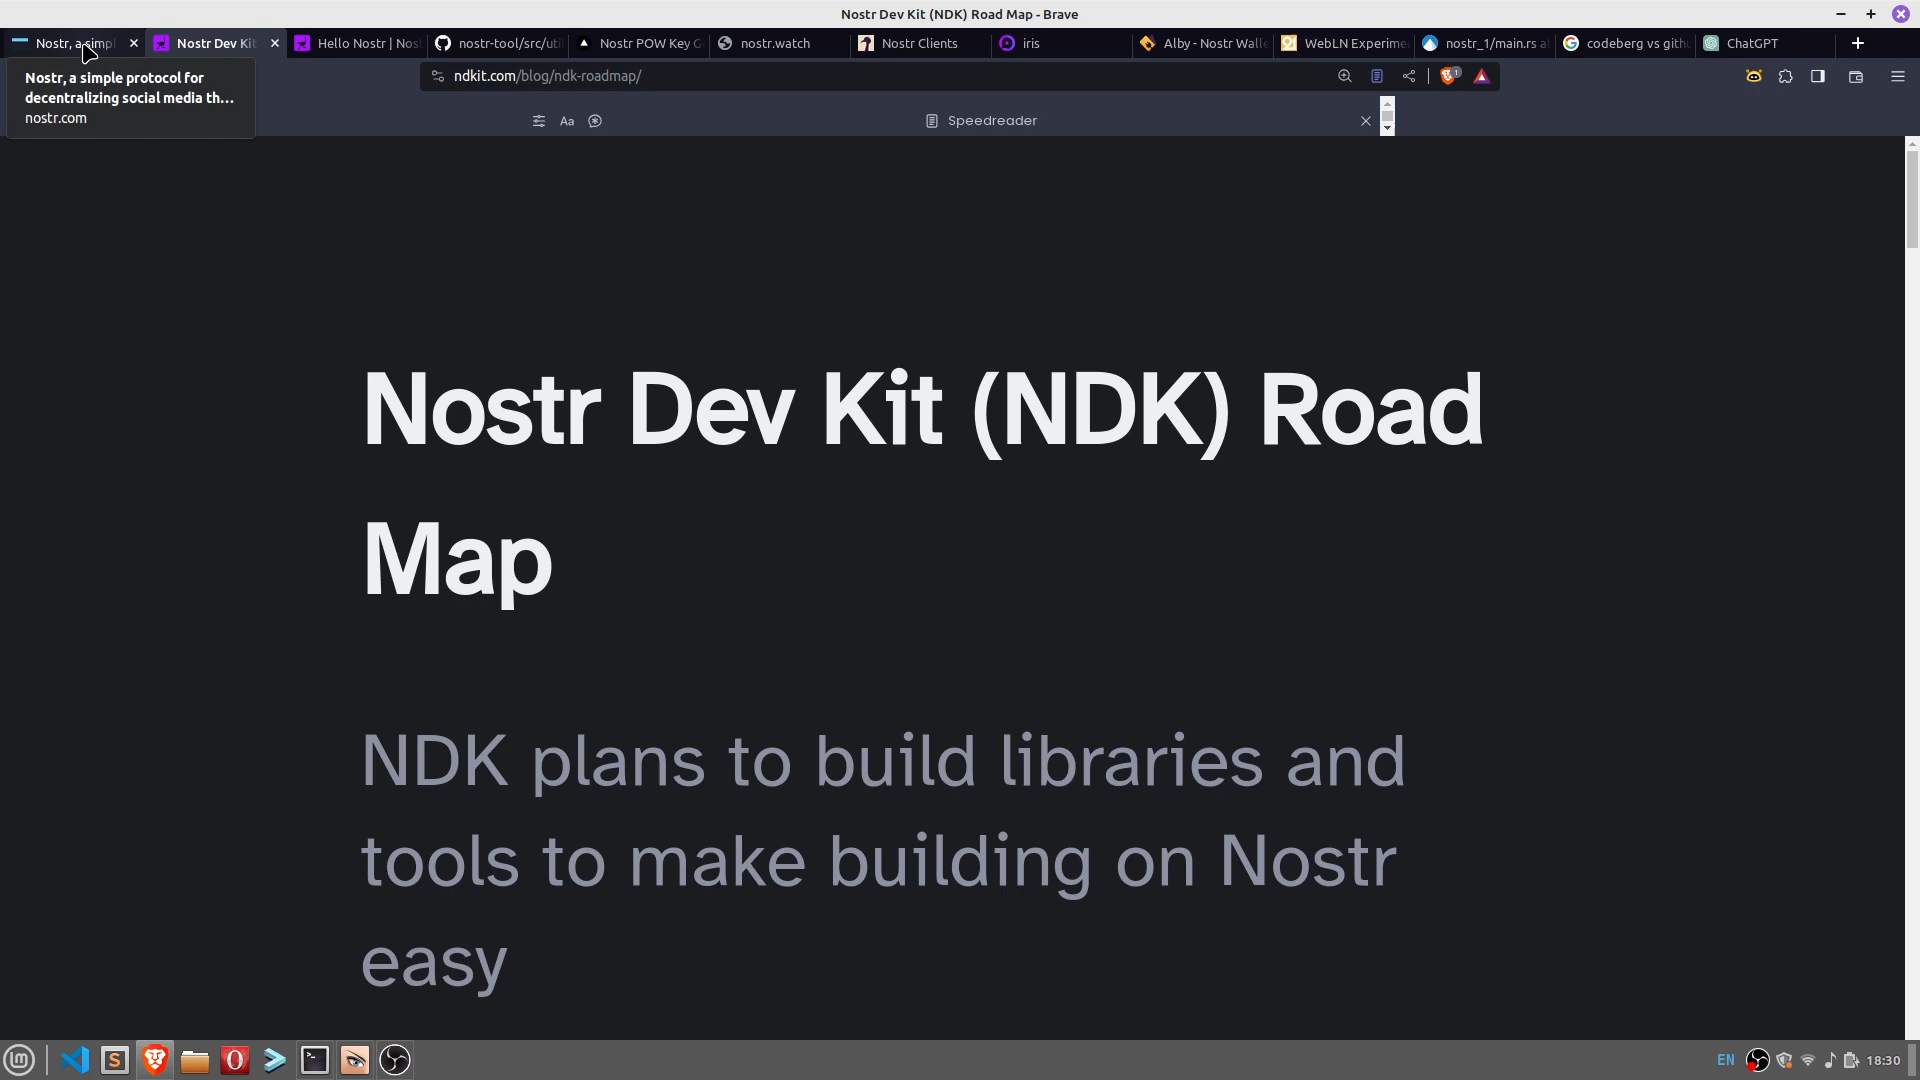 Nostr Dev Kit (NDK) Road Map - Brave
Nostr, a simp
Nostr Dev Kit
Hello Nostr | Nos
nostr-tool/src/uti
Nostr POW Key G
nostr.watch
Nostr Clients
iris
Alby - Nostr Walle
WebLN Experime
nostr_1/main.rs a
codeberg vs gith
ChatGPT
Nostr, a simple protocol for
decentralizing social media th...
nostr.com
ndkit.com/blog/ndk-roadmap/
1
Aa
Speedreader
Nostr Dev Kit (NDK) Road
Map
NDK plans to build libraries and
tools to make building on Nostr
easy
EN
18:30